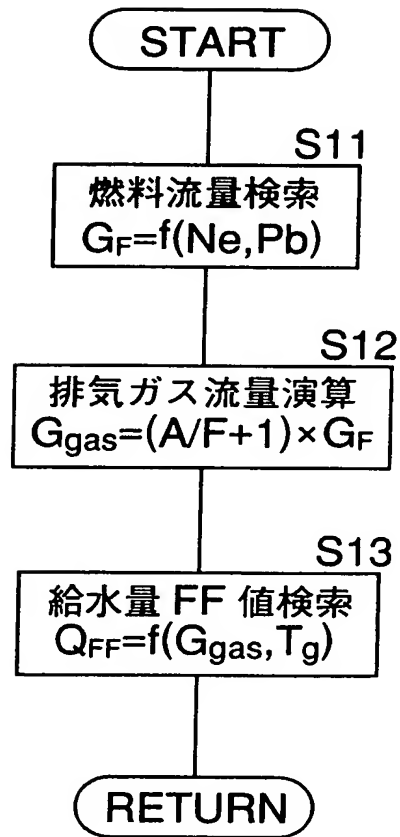 START
S11
燃料流量検索
GF=f(Ne,Pb)
S12
排気ガス流量演算
Ggas=(A/F+1)×GF
S13
給水量 FF 値検索
QFF=f(Ggas,Tg)
RETURN